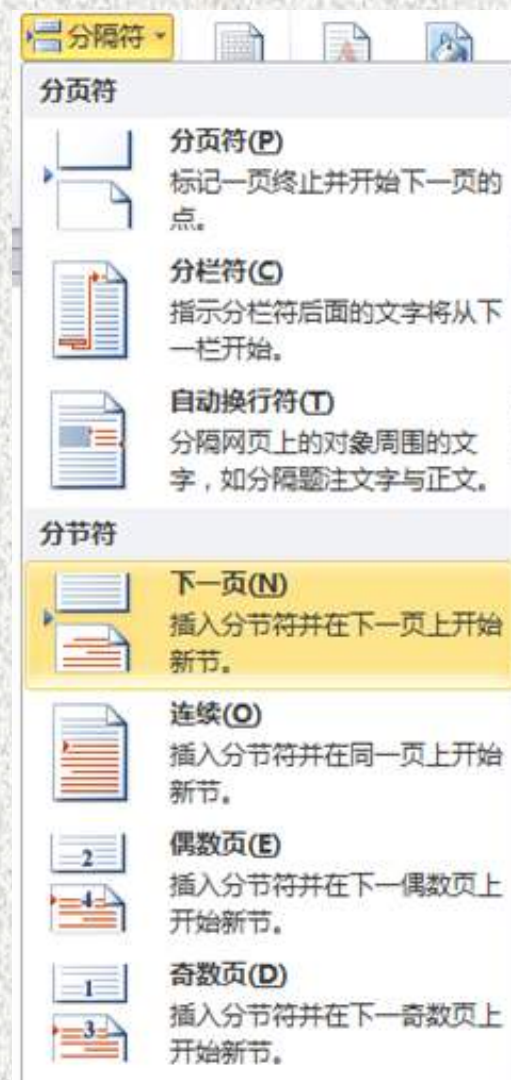 分隔符
分页符
分页符(P)
标记一页终止并开始下一页的
点。
分栏符(C)
指示分栏符后面的文字将从下
一栏开始。
自动换行符(T)
分隔网页上的对象周围的文
字，如分隔题注文字与正文。
分节符
下一页(N)
插入分节符并在下一页上开始
新节。
连续(O)
插入分节符并在同一页上开始
新节。
偶数页(E)
2
插入分节符并在下一偶数页上
4
开始新节。
奇数页(D)
1
插入分节符并在下一奇数页上
3
开始新节。